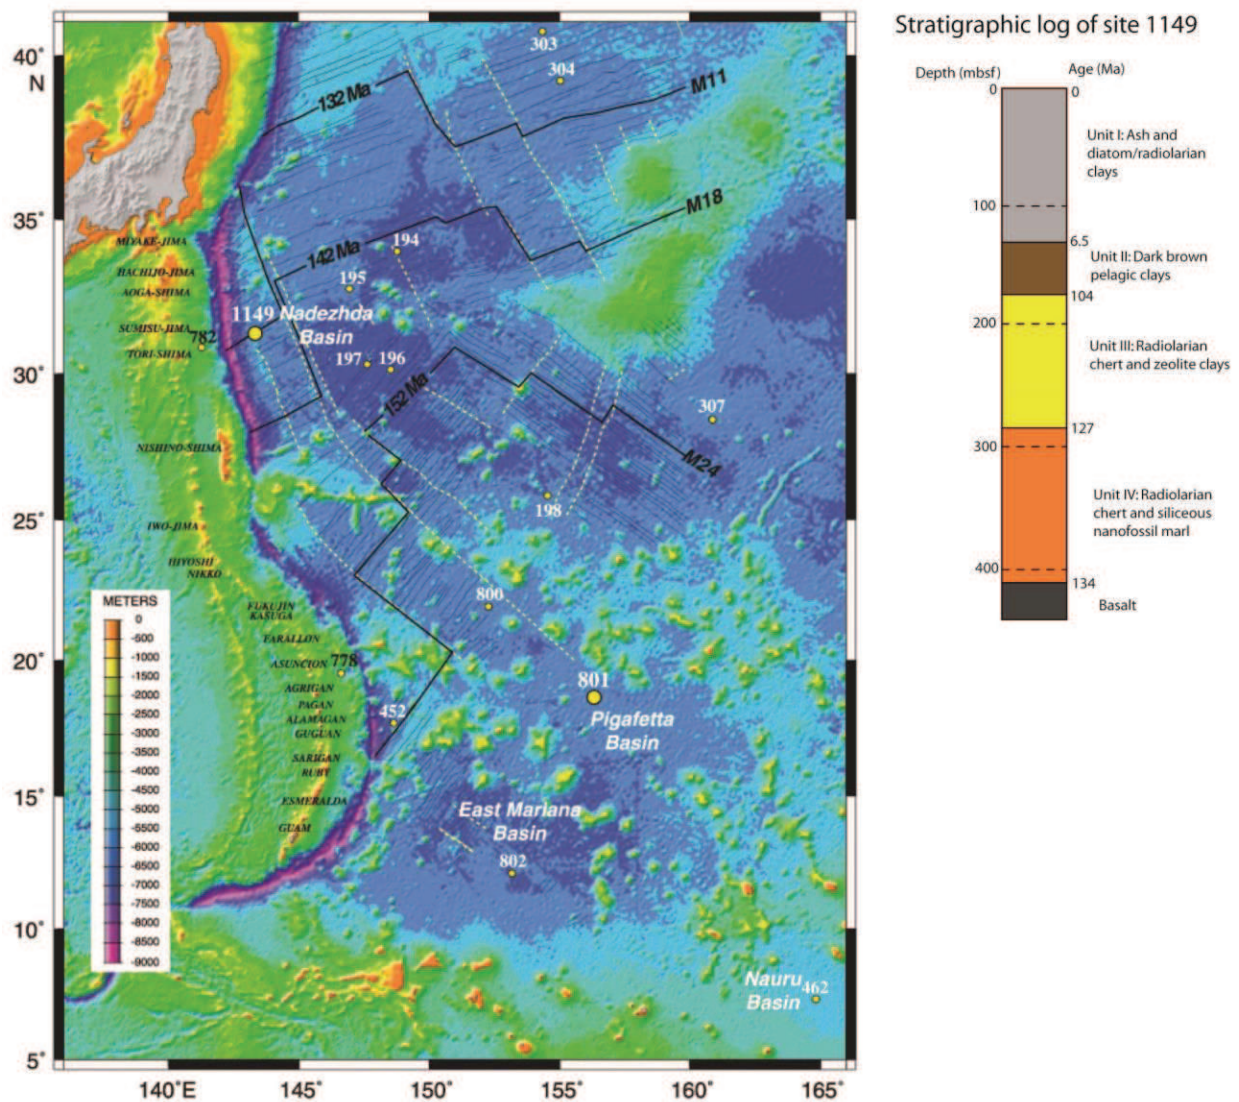 Stratigraphic log of site 1149
Depth (mbsf)
Age (Ma)
0
0
Unit I: Ash and
diatom/radiolarian
clays
100
6.5
Unit II: Dark brown
pelagic clays
104
200
Unit III: Radiolarian
chert and zeolite clays
127
300
Unit IV: Radiolarian
chert and siliceous
nanofossil marl
400
134
Basalt
40˚
N
35˚
30˚
25˚
20˚
15˚
10˚
5˚
140˚E
145˚
150˚
155˚
160˚
165˚
303
304
132 Ma
M11
M18
142 Ma
194
195
1149
Nadezhda
Basin
782
197
196
152 Ma
307
M24
198
800
778
801
Pigafetta
Basin
452
East Mariana
Basin
802
Nauru
Basin
462
MIYAKE-JIMA
HACHIJO-JIMA
AOGA-SHIMA
SUMISU-JIMA
TORI-SHIMA
NISHINO-SHIMA
IWO-JIMA
HIYOSHI
NIKKO
FUKUJIN
KASUGA
FARALLON
ASUNCION
AGRIGAN
PAGAN
ALAMAGAN
GUGUAN
SARIGAN
RUBY
ESMERALDA
GUAM
METERS
0
-500
-1000
-1500
-2000
-2500
-3000
-3500
-4000
-4500
-5000
-5500
-6000
-6500
-7000
-7500
-8000
-8500
-9000